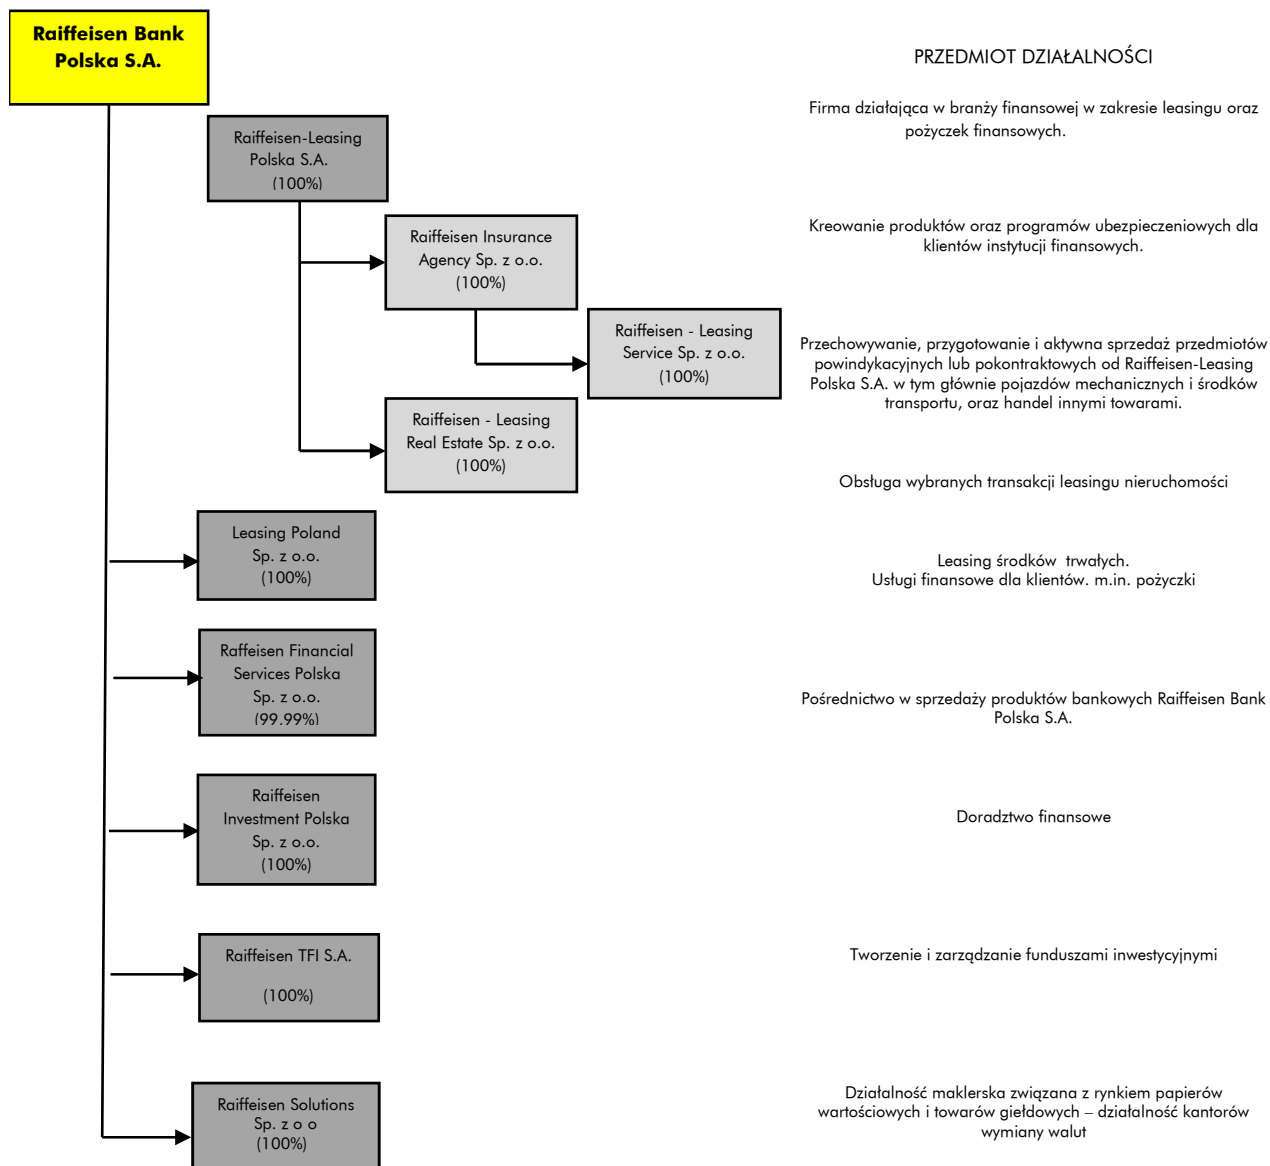 Raiffeisen Bank
Polska S.A.
PRZEDMIOT DZIAŁALNOŚCI
Raiffeisen-Leasing
Polska S.A.
(100%)
Firma działająca w branży finansowej w zakresie leasingu oraz
pożyczek finansowych.
Raiffeisen Insurance
Agency Sp. z o.o.
(100%)
Kreowanie produktów oraz programów ubezpieczeniowych dla
klientów instytucji finansowych.
Raiffeisen - Leasing
Service Sp. z o.o.
(100%)
Przechowywanie, przygotowanie i aktywna sprzedaż przedmiotów
powindykacyjnych lub pokontraktowych od Raiffeisen-Leasing
Polska S.A. w tym głównie pojazdów mechanicznych i środków
transportu, oraz handel innymi towarami.
Raiffeisen - Leasing
Real Estate Sp. z o.o.
(100%)
Obsługa wybranych transakcji leasingu nieruchomości
Leasing Poland
Sp. z o.o.
(100%)
Leasing środków  trwałych.
Usługi finansowe dla klientów. m.in. pożyczki
Raffeisen Financial
Services Polska
Sp. z o.o.
(99.99%)
Pośrednictwo w sprzedaży produktów bankowych Raiffeisen Bank
Polska S.A.
Raiffeisen
Investment Polska
Sp. z o.o.
(100%)
Doradztwo finansowe
Raiffeisen TFI S.A.
(100%)
Tworzenie i zarządzanie funduszami inwestycyjnymi
Raiffeisen Solutions
Sp. z o o
(100%)
Działalność maklerska związana z rynkiem papierów
wartościowych i towarów giełdowych – działalność kantorów
wymiany walut